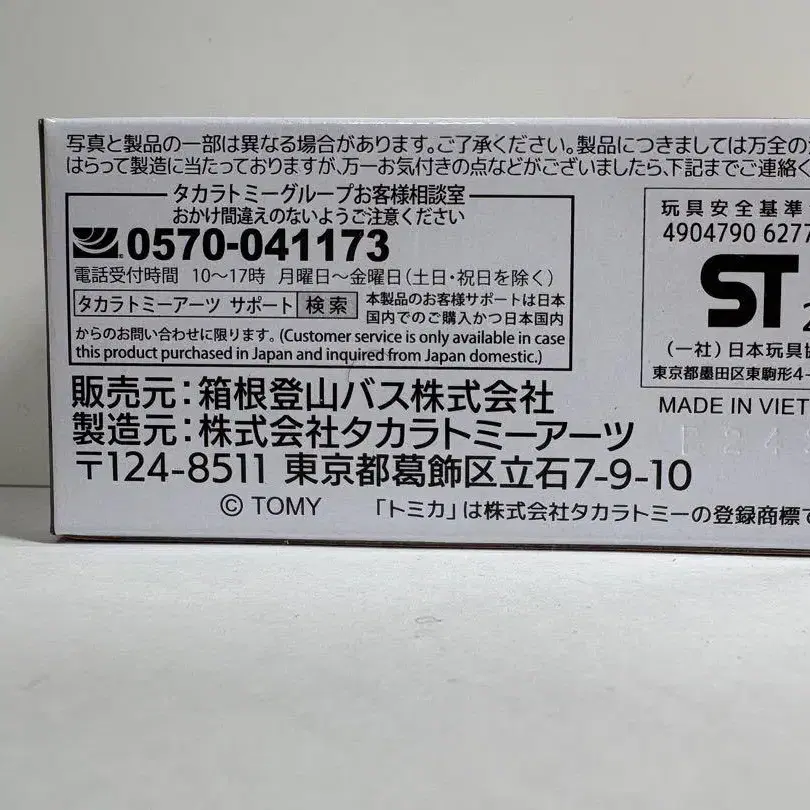 写真と製品の一部は異なる場合があります。ご了承ください。製品につきましては万全の
はらって製造に当たっておりますが、万一お気付きの点などがございましたら、下記までご連絡く
タカラトミーグループお客様相談室
おかけ間違えのないようご注意ください
0570-041173
電話受付時間 10〜17時 月曜日〜金曜日(土日・祝日を除く)
タカラトミーアーツ サポート 検索
本製品のお客様サポートは日本
国内でのご購入かつ日本国内
からのお問い合わせに限ります。(Customer service is only available in case
this product purchased in Japan and inquired from Japan domestic.)
玩具安全基準
4904790 6277
ST
(一社)日本玩具
東京都墨田区東駒形4-
MADE IN VIET
販売元:箱根登山バス株式会社
製造元:株式会社タカラトミーアーツ
〒124-8511 東京都葛飾区立石7-9-10
© TOMY 「トミカ」は株式会社タカラトミーの登録商標で